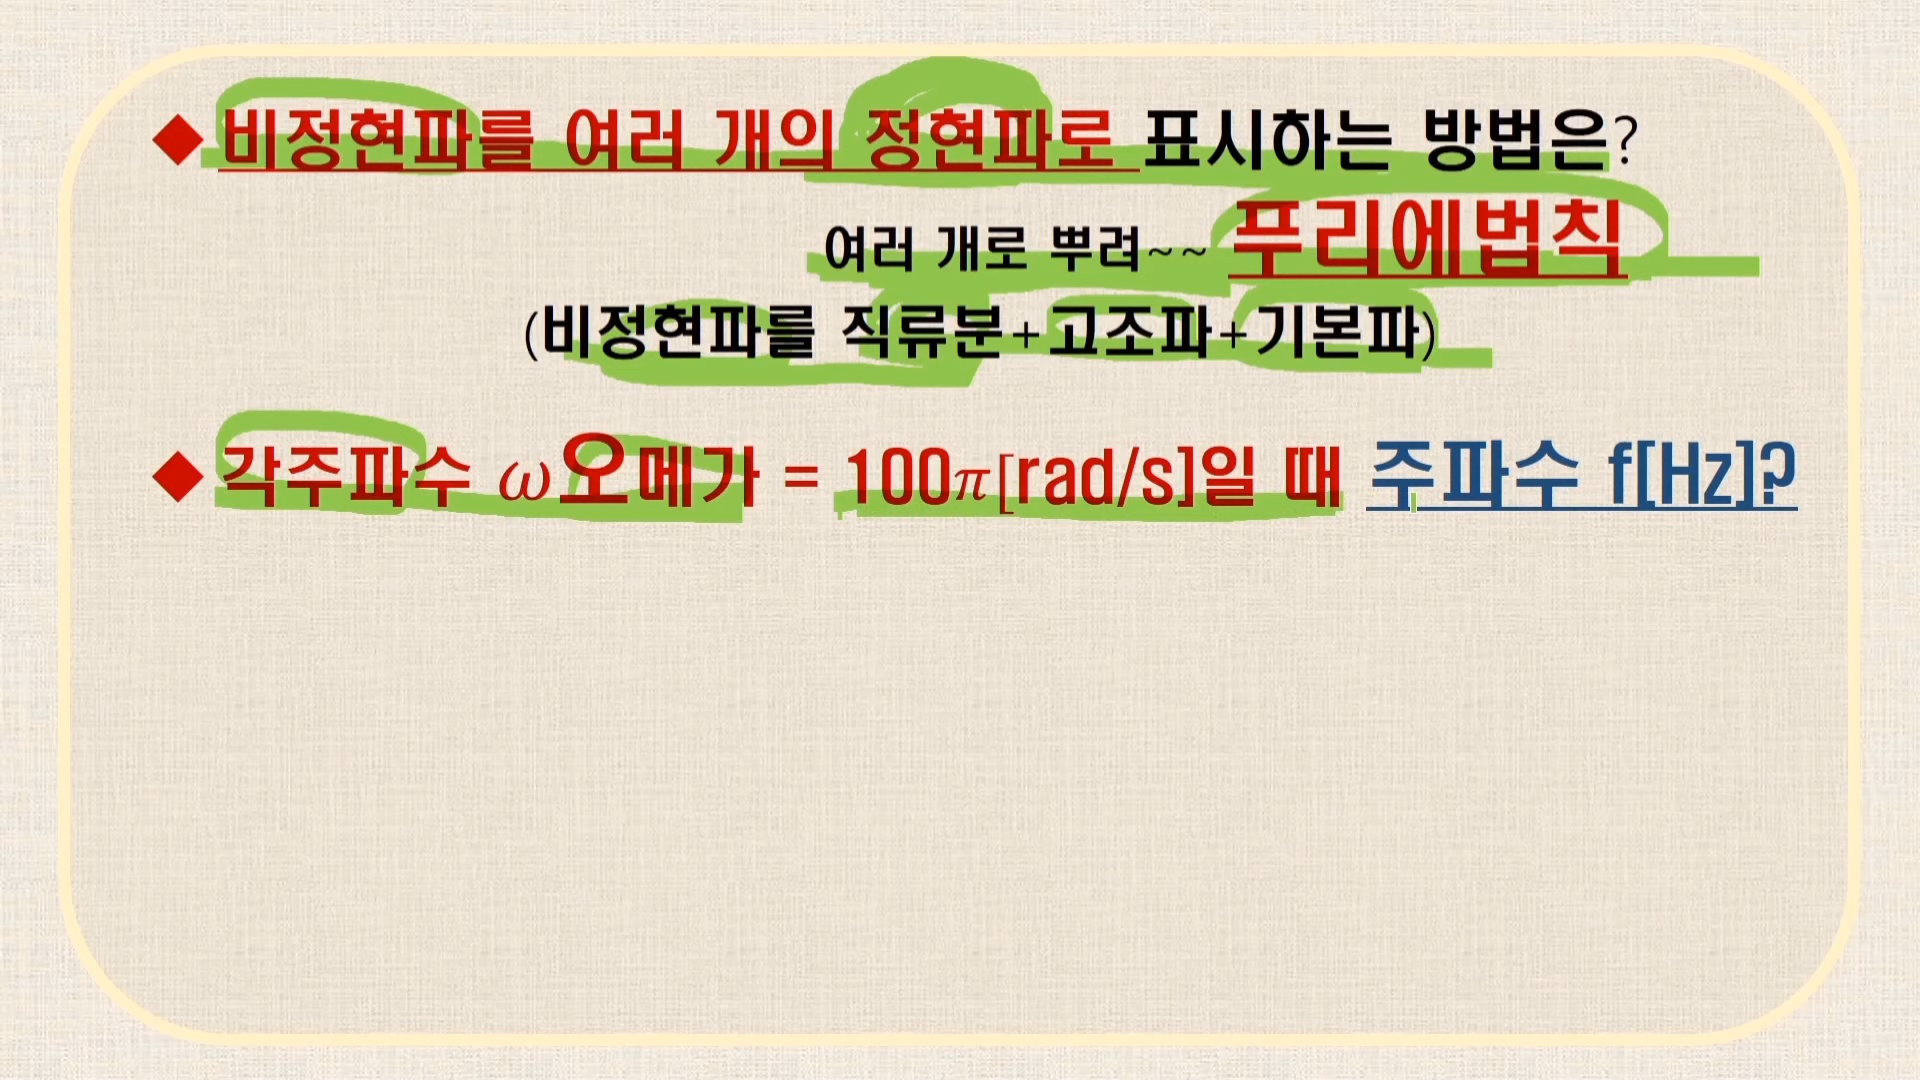 ◆ 비정현파를 여러 개의 정현파로 표시하는 방법은?
여러 개로 뿌려~~ 푸리에법칙
(비정현파를 직류분+고조파+기본파)
◆ 각주파수 ω오메가 = 100π[rad/s]일 때 주파수 f[Hz]?